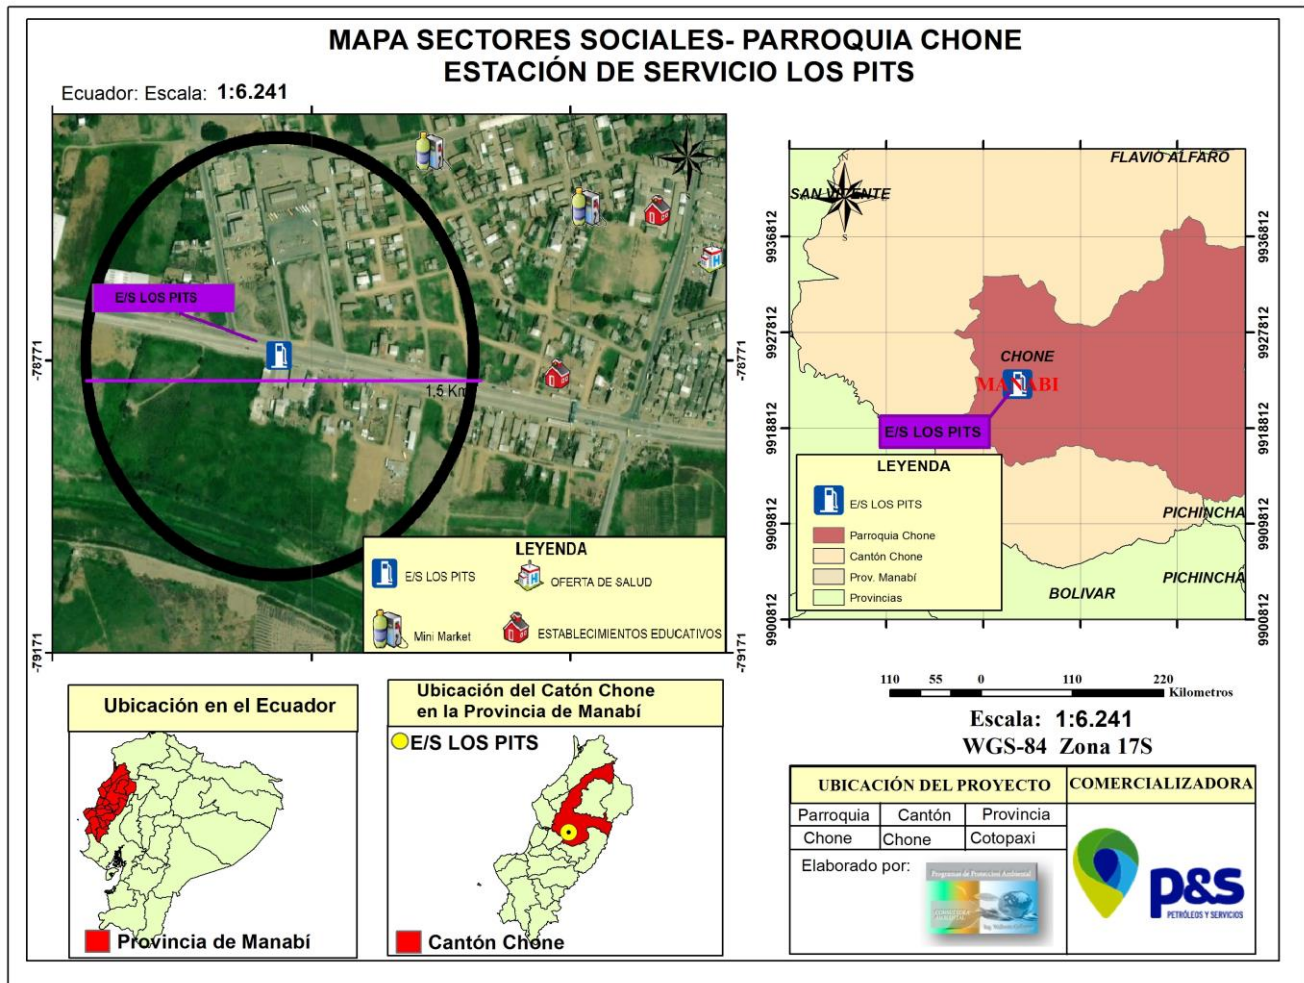 MAPA SECTORES SOCIALES- PARROQUIA CHONE
ESTACIÓN DE SERVICIO LOS PITS
Ecuador: Escala: 1:6.241
E/S LOS PITS
1,5 Km
-78771
-78771
-79171
-79171
LEYENDA
E/S LOS PITS
OFERTA DE SALUD
Mini Market
ESTABLECIMIENTOS EDUCATIVOS
FLAVIO ALFARO
SAN VICENTE
N
S
9936812
9936812
9927812
9927812
CHONE
MANABI
E/S LOS PITS
9918812
9918812
LEYENDA
E/S LOS PITS
Parroquia Chone
Cantón Chone
Prov. Manabí
Provincias
PICHINCHA
9909812
9909812
PICHINCHA
BOLIVAR
9900812
9900812
110 55 0 110 220
Kilometros
Escala: 1:6.241
WGS-84 Zona 17S
Ubicación en el Ecuador
Provincia de Manabí
Ubicación del Catón Chone
en la Provincia de Manabí
E/S LOS PITS
Cantón Chone
UBICACIÓN DEL PROYECTO
COMERCIALIZADORA
Parroquia Cantón Provincia
Chone Chone Cotopaxi
Elaborado por:
Programas de Protección Ambiental
p&s
PETRÓLEOS Y SERVICIOS